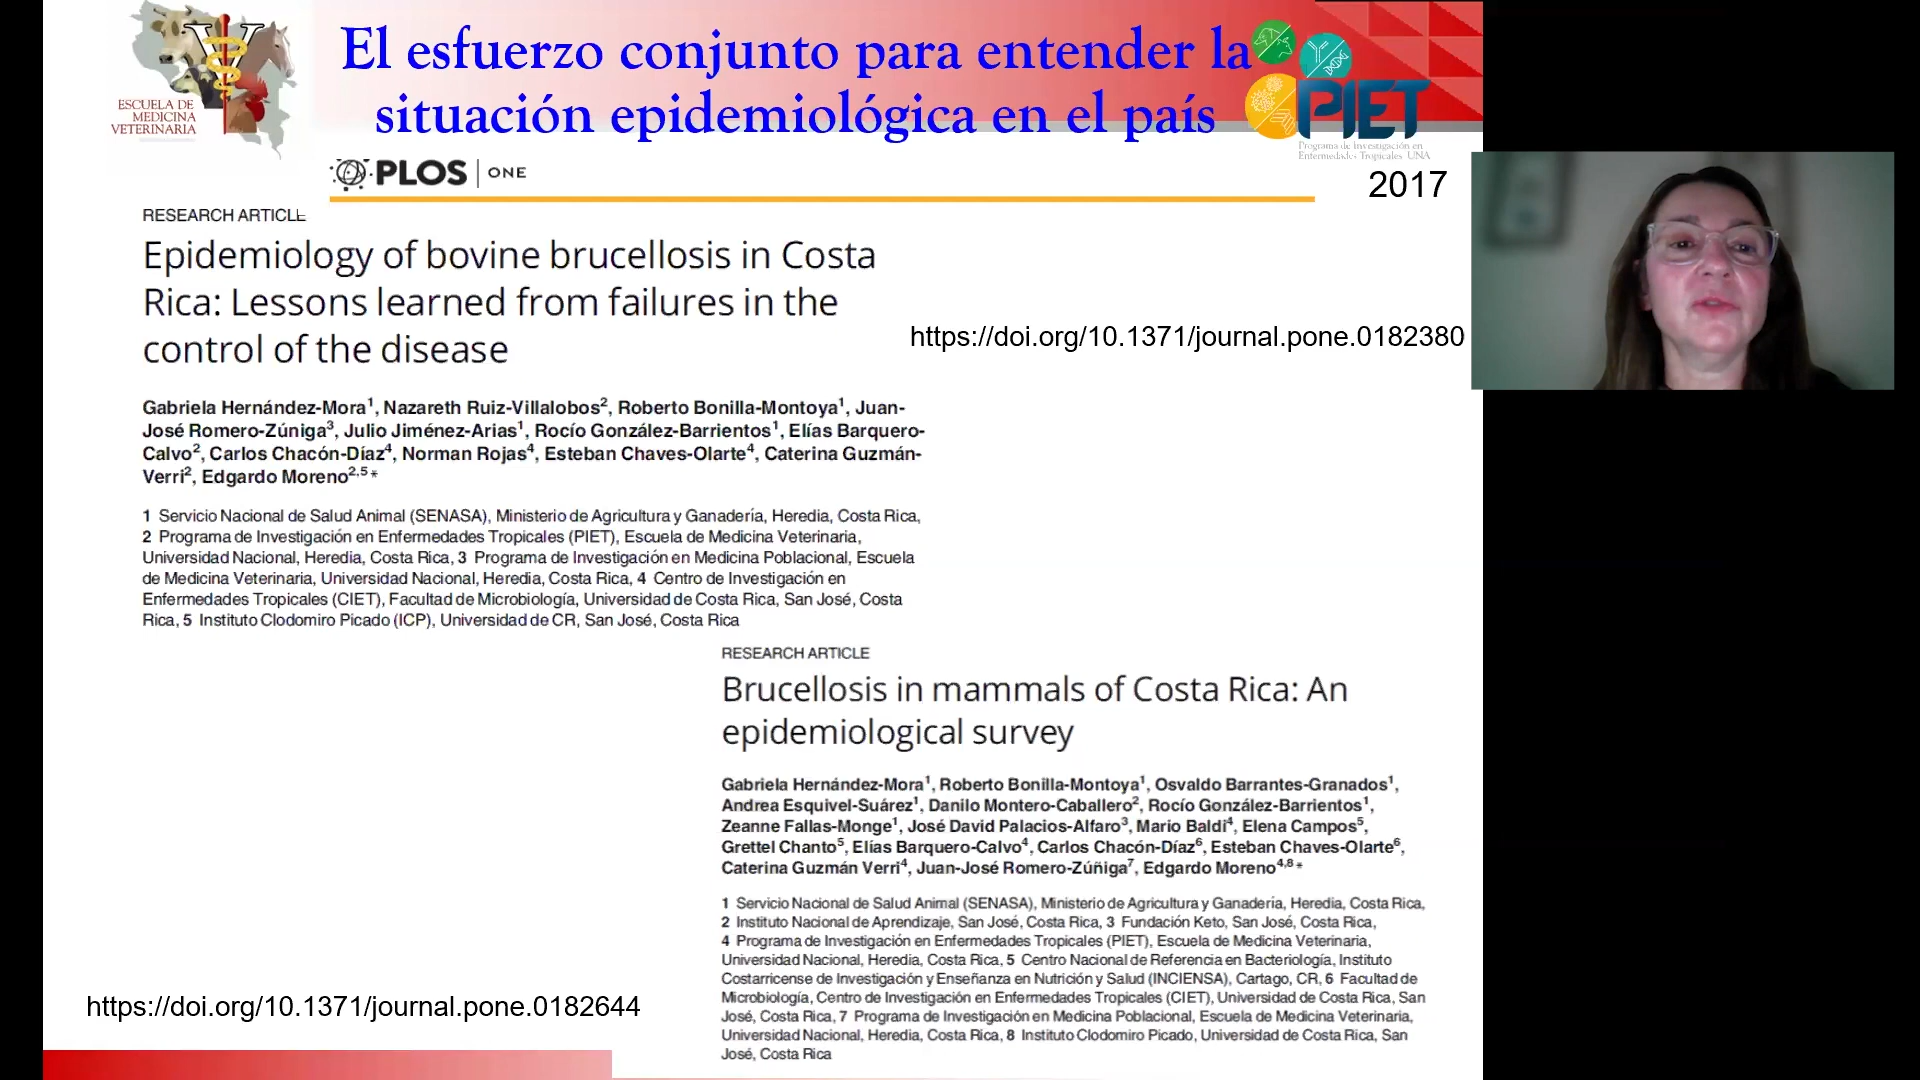 El esfuerzo conjunto para entender la
situación epidemiológica en el país
ESCUELA DE
MEDICINA
VETERINARIA
PIET
Programa de Investigación en
Enfermedades Tropicales UNA
PLOS ONE
2017
RESEARCH ARTICLE
Epidemiology of bovine brucellosis in Costa
Rica: Lessons learned from failures in the
control of the disease
https://doi.org/10.1371/journal.pone.0182380
Gabriela Hernández-Mora1, Nazareth Ruiz-Villalobos2, Roberto Bonilla-Montoya1, Juan-
José Romero-Zúniga3, Julio Jiménez-Arias1, Rocío González-Barrientos1, Elías Barquero-
Calvo2, Carlos Chacón-Díaz4, Norman Rojas4, Esteban Chaves-Olarte4, Caterina Guzmán-
Verri2, Edgardo Moreno2,5*
1 Servicio Nacional de Salud Animal (SENASA), Ministerio de Agricultura y Ganadería, Heredia, Costa Rica,
2 Programa de Investigación en Enfermedades Tropicales (PIET), Escuela de Medicina Veterinaria,
Universidad Nacional, Heredia, Costa Rica, 3 Programa de Investigación en Medicina Poblacional, Escuela
de Medicina Veterinaria, Universidad Nacional, Heredia, Costa Rica, 4 Centro de Investigación en
Enfermedades Tropicales (CIET), Facultad de Microbiología, Universidad de Costa Rica, San José, Costa
Rica, 5 Instituto Clodomiro Picado (ICP), Universidad de CR, San José, Costa Rica
RESEARCH ARTICLE
Brucellosis in mammals of Costa Rica: An
epidemiological survey
Gabriela Hernández-Mora1, Roberto Bonilla-Montoya1, Osvaldo Barrantes-Granados1,
Andrea Esquivel-Suárez1, Danilo Montero-Caballero2, Rocío González-Barrientos1,
Zeanne Fallas-Monge1, José David Palacios-Alfaro3, Mario Baldi4, Elena Campos5,
Grettel Chanto5, Elías Barquero-Calvo4, Carlos Chacón-Díaz6, Esteban Chaves-Olarte6,
Caterina Guzmán Verri4, Juan-José Romero-Zúñiga7, Edgardo Moreno4,8*
1 Servicio Nacional de Salud Animal (SENASA), Ministerio de Agricultura y Ganadería, Heredia, Costa Rica,
2 Instituto Nacional de Aprendizaje, San José, Costa Rica, 3 Fundación Keto, San José, Costa Rica,
4 Programa de Investigación en Enfermedades Tropicales (PIET), Escuela de Medicina Veterinaria,
Universidad Nacional, Heredia, Costa Rica, 5 Centro Nacional de Referencia en Bacteriología, Instituto
Costarricense de Investigación y Enseñanza en Nutrición y Salud (INCIENSA), Cartago, CR, 6 Facultad de
Microbiología, Centro de Investigación en Enfermedades Tropicales (CIET), Universidad de Costa Rica, San
José, Costa Rica, 7 Programa de Investigación en Medicina Poblacional, Escuela de Medicina Veterinaria,
Universidad Nacional, Heredia, Costa Rica, 8 Instituto Clodomiro Picado, Universidad de Costa Rica, San
José, Costa Rica
https://doi.org/10.1371/journal.pone.0182644